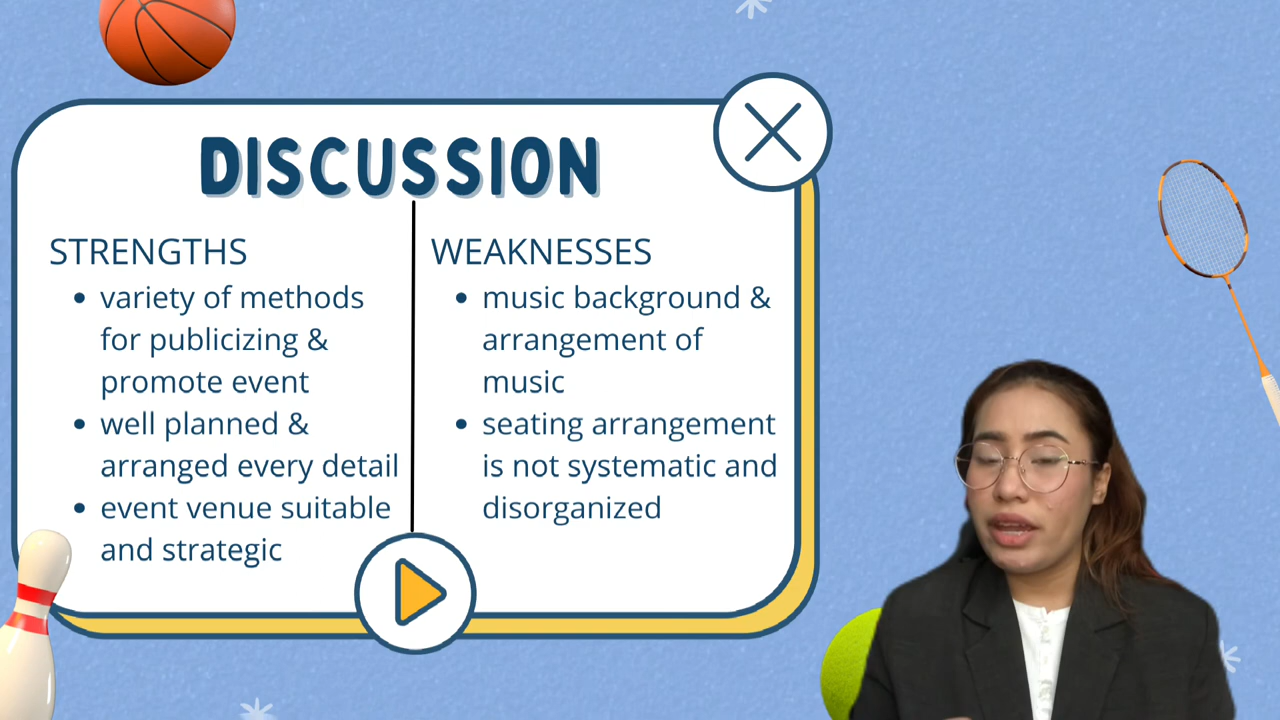 DISCUSSION
STRENGTHS
variety of methods
for publicizing &
promote event
well planned &
arranged every detail
event venue suitable
and strategic
WEAKNESSES
music background &
arrangement of
music
seating arrangement
is not systematic and
disorganized